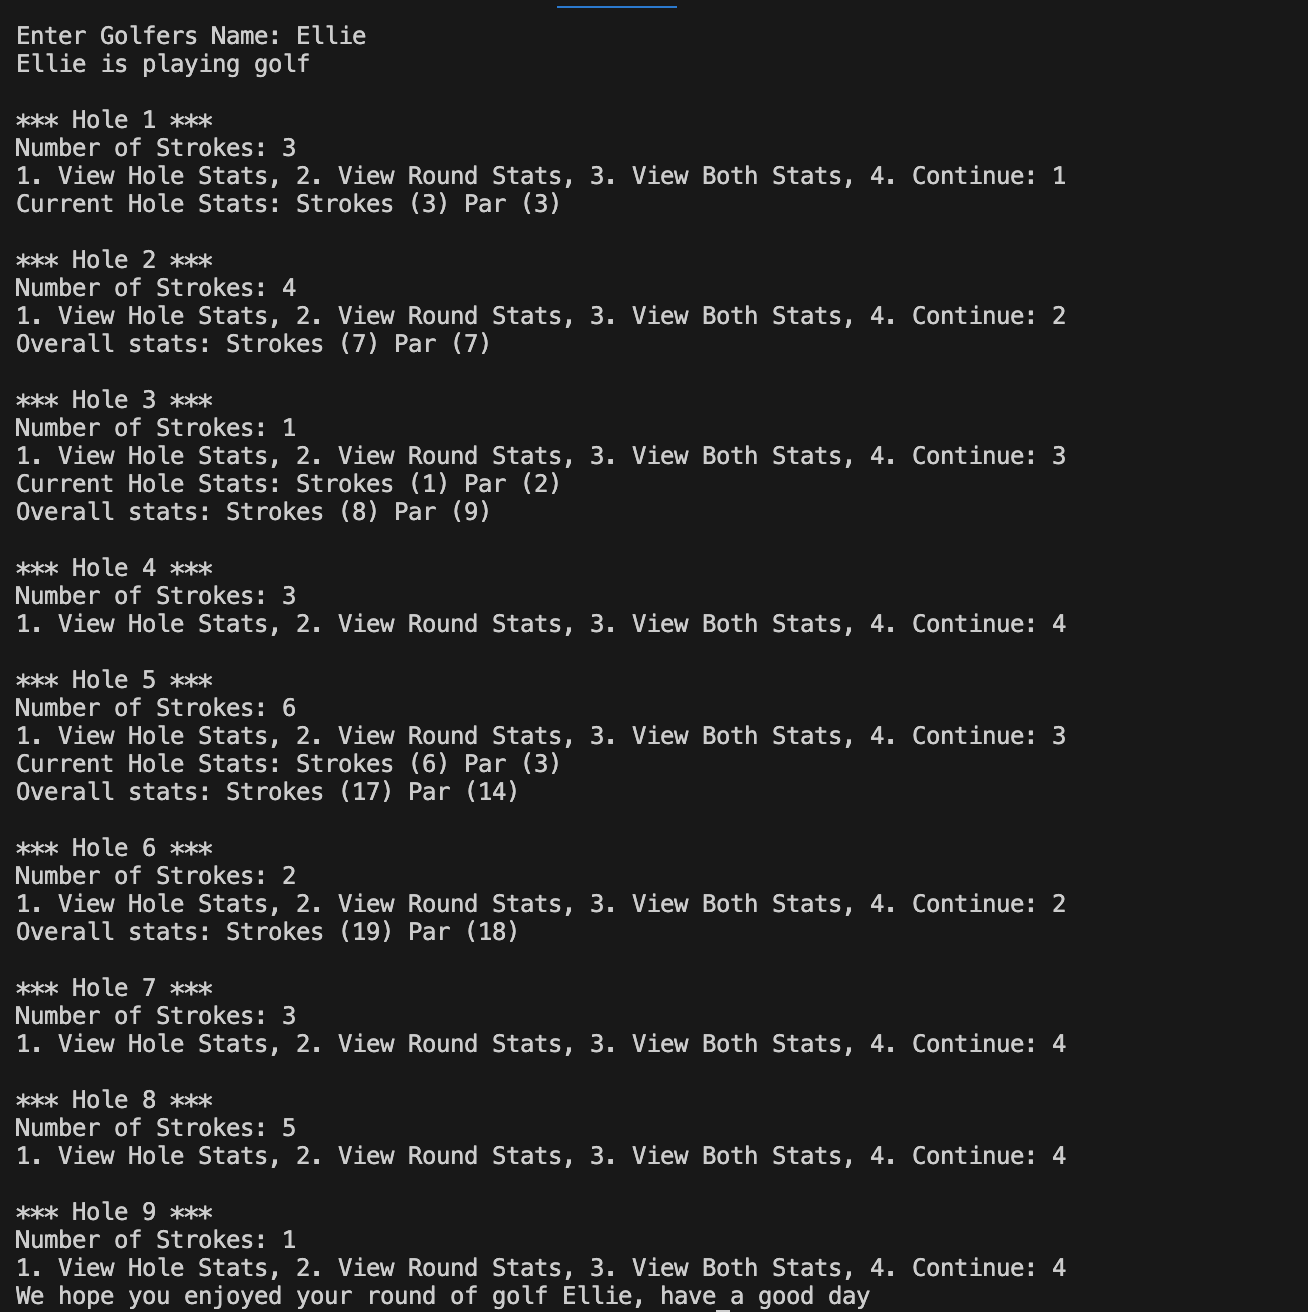 Enter Golfers Name: Ellie
Ellie is playing golf
*** Hole 1 ***
Number of Strokes: 3
1. View Hole Stats, 2. View Round Stats, 3. View Both Stats, 4. Continue: 1
Current Hole Stats: Strokes (3) Par (3)
*** Hole 2 ***
Number of Strokes: 4
1. View Hole Stats, 2. View Round Stats, 3. View Both Stats, 4. Continue: 2
Overall stats: Strokes (7) Par (7)
*** Hole 3 ***
Number of Strokes: 1
1. View Hole Stats, 2. View Round Stats, 3. View Both Stats, 4. Continue: 3
Current Hole Stats: Strokes (1) Par (2)
Overall stats: Strokes (8) Par (9)
*** Hole 4 ***
Number of Strokes: 3
1. View Hole Stats, 2. View Round Stats, 3. View Both Stats, 4. Continue: 4
*** Hole 5 ***
Number of Strokes: 6
1. View Hole Stats, 2. View Round Stats, 3. View Both Stats, 4. Continue: 3
Current Hole Stats: Strokes (6) Par (3)
Overall stats: Strokes (17) Par (14)
*** Hole 6 ***
Number of Strokes: 2
1. View Hole Stats, 2. View Round Stats, 3. View Both Stats, 4. Continue: 2
Overall stats: Strokes (19) Par (18)
*** Hole 7 ***
Number of Strokes: 3
1. View Hole Stats, 2. View Round Stats, 3. View Both Stats, 4. Continue: 4
*** Hole 8 ***
Number of Strokes: 5
1. View Hole Stats, 2. View Round Stats, 3. View Both Stats, 4. Continue: 4
*** Hole 9 ***
Number of Strokes: 1
1. View Hole Stats, 2. View Round Stats, 3. View Both Stats, 4. Continue: 4
We hope you enjoyed your round of golf Ellie, have a good day